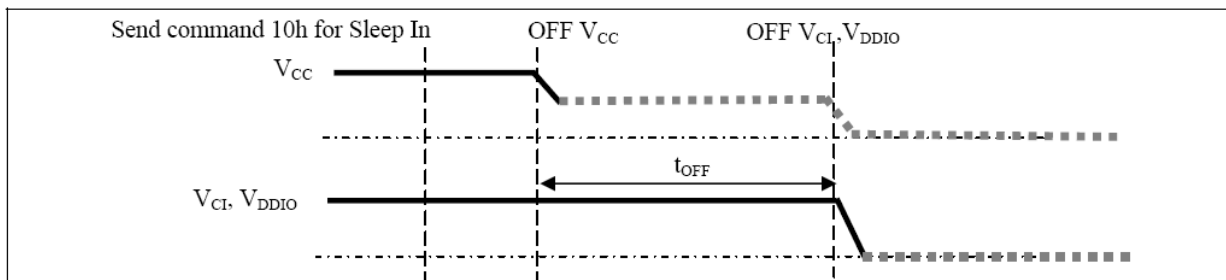 Send command 10h for Sleep In OFF VCC OFF VCI ,VDDIO
VCC
tOFF
VCI, VDDIO